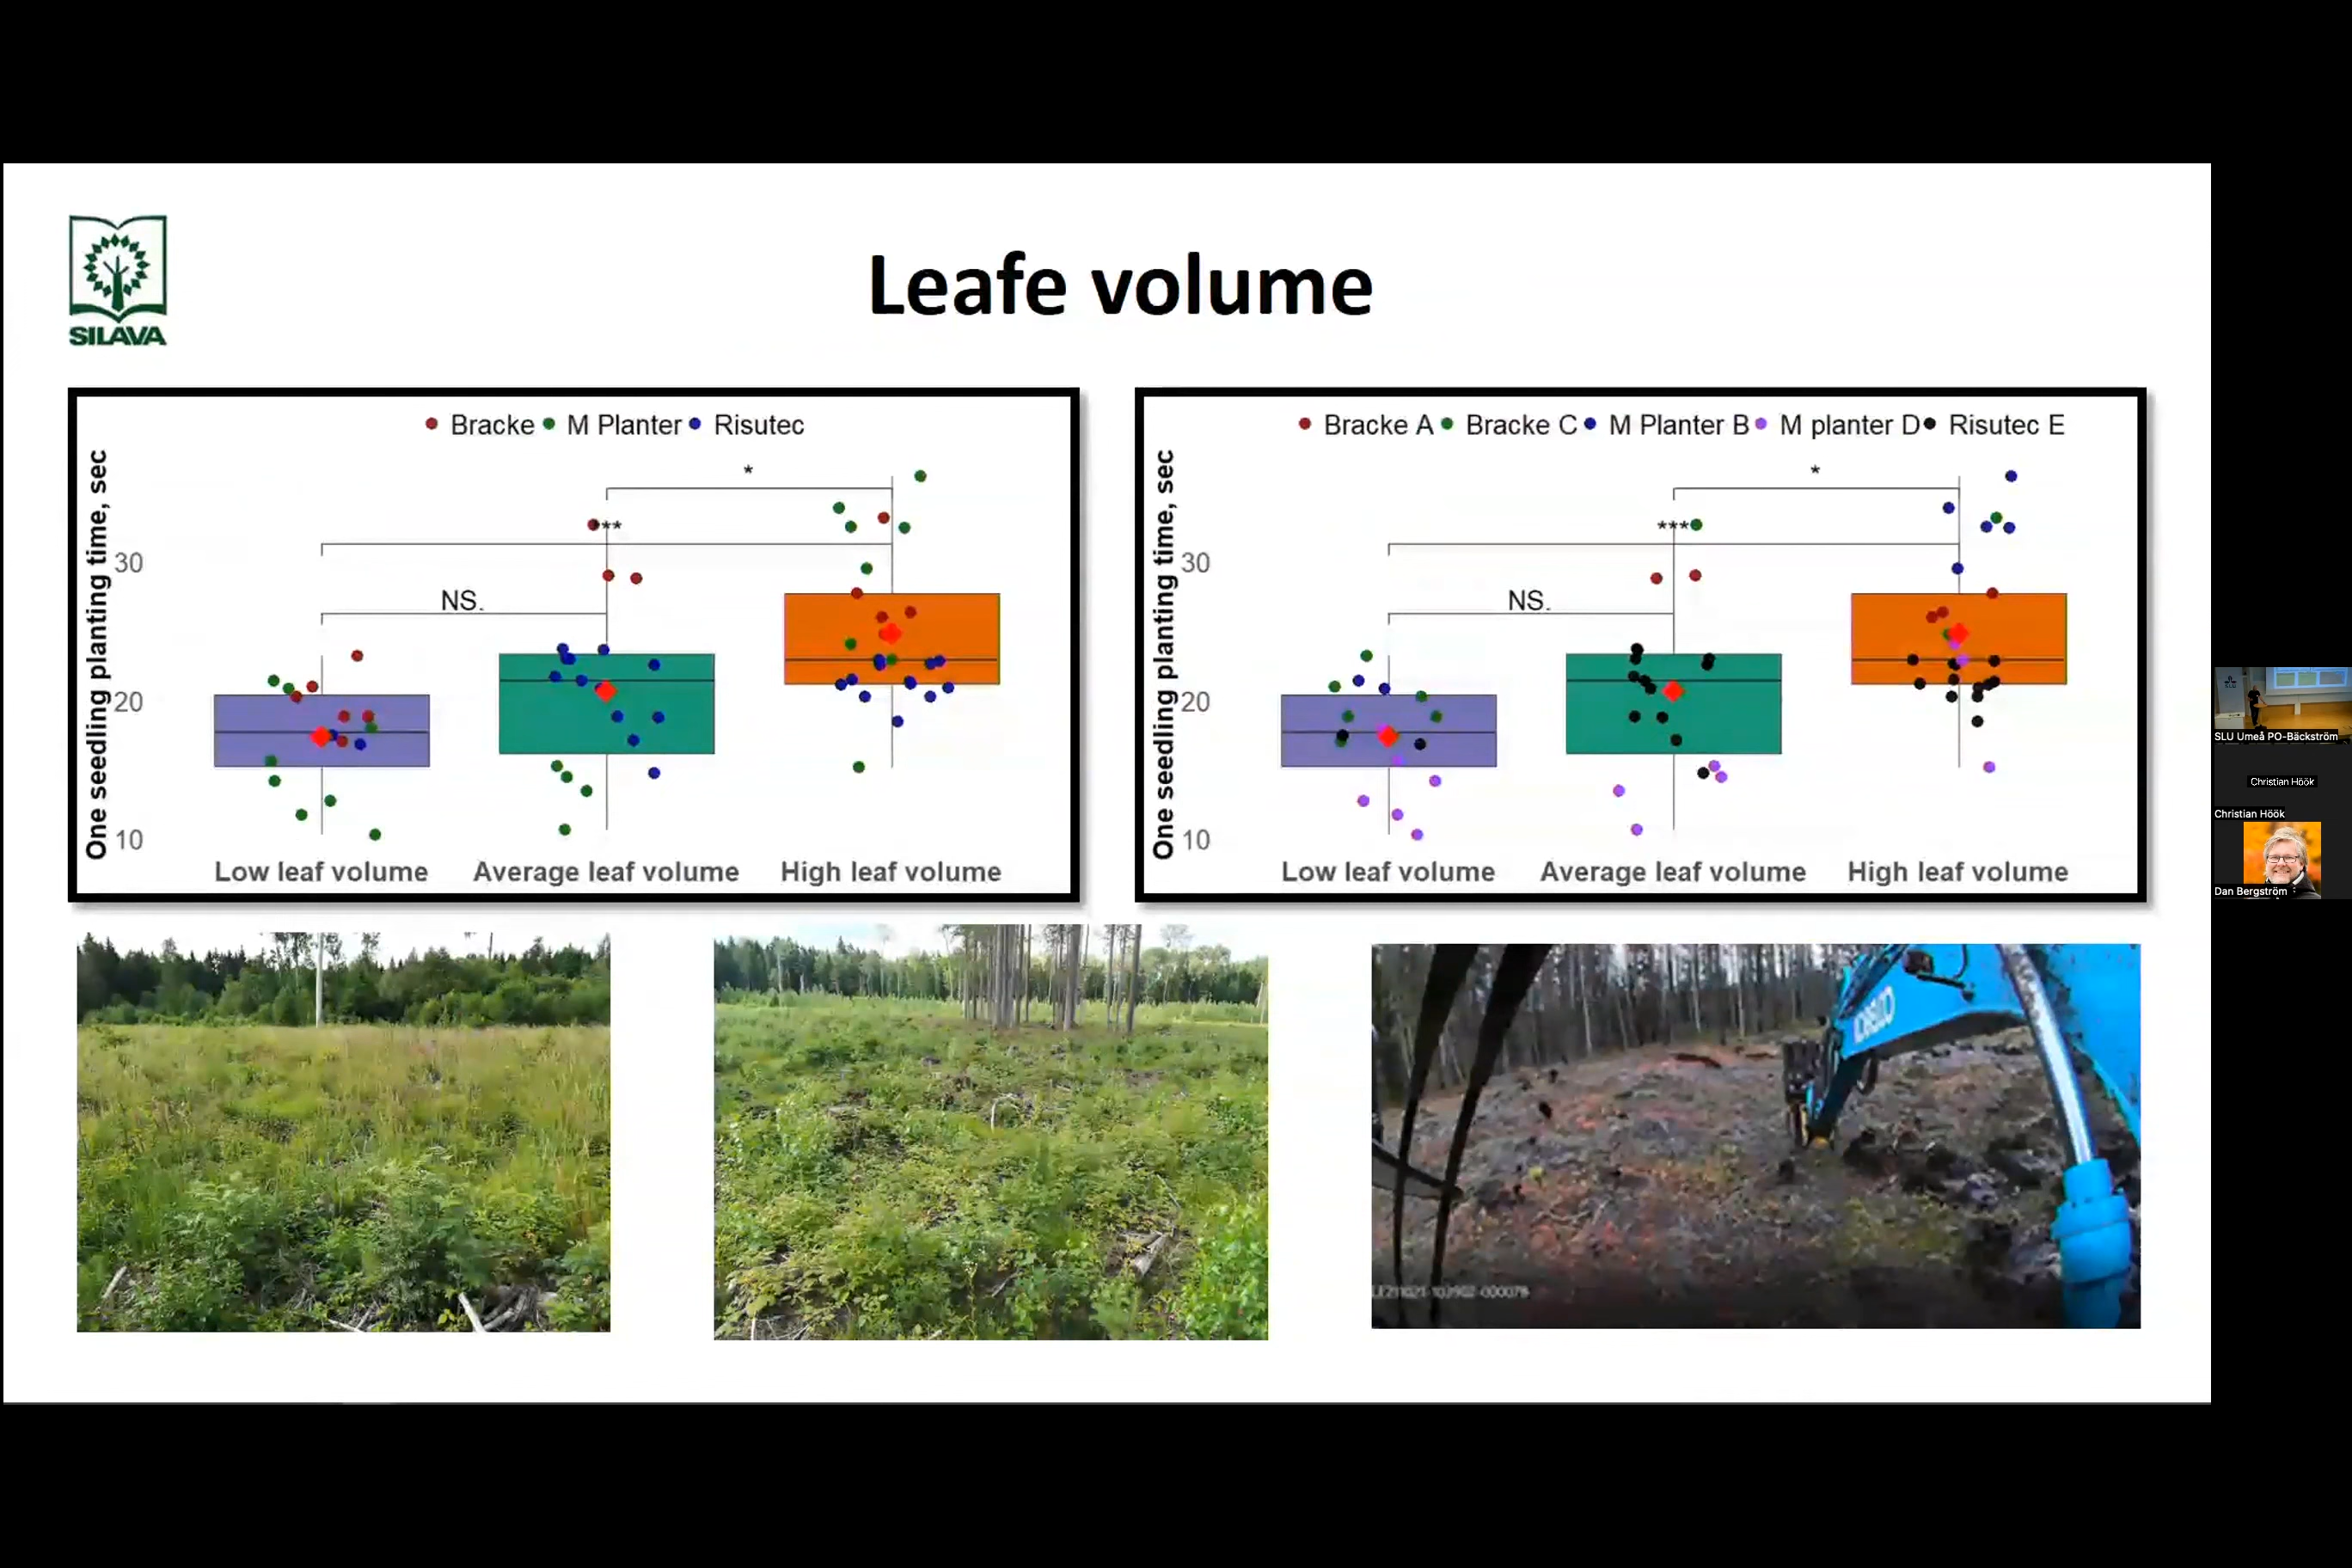 SILAVA
Leafe volume
Bracke M Planter Risutec
One seedling planting time, sec
30
20
10
*
***
NS.
Low leaf volume Average leaf volume High leaf volume
Bracke A Bracke C M Planter B M planter D Risutec E
One seedling planting time, sec
30
20
10
*
***
NS.
Low leaf volume Average leaf volume High leaf volume
KOBELCO
SLU Umeå PO-Bäckström
Christian Höök
Christian Höök
Dan Bergström